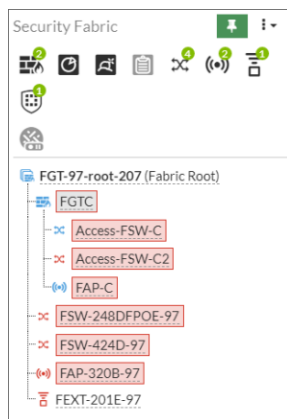 Security Fabric
2
4
2
1
1
FGT-97-root-207 (Fabric Root)
FGTC
Access-FSW-C
Access-FSW-C2
FAP-C
FSW-248DFPOE-97
FSW-424D-97
FAP-320B-97
FEXT-201E-97